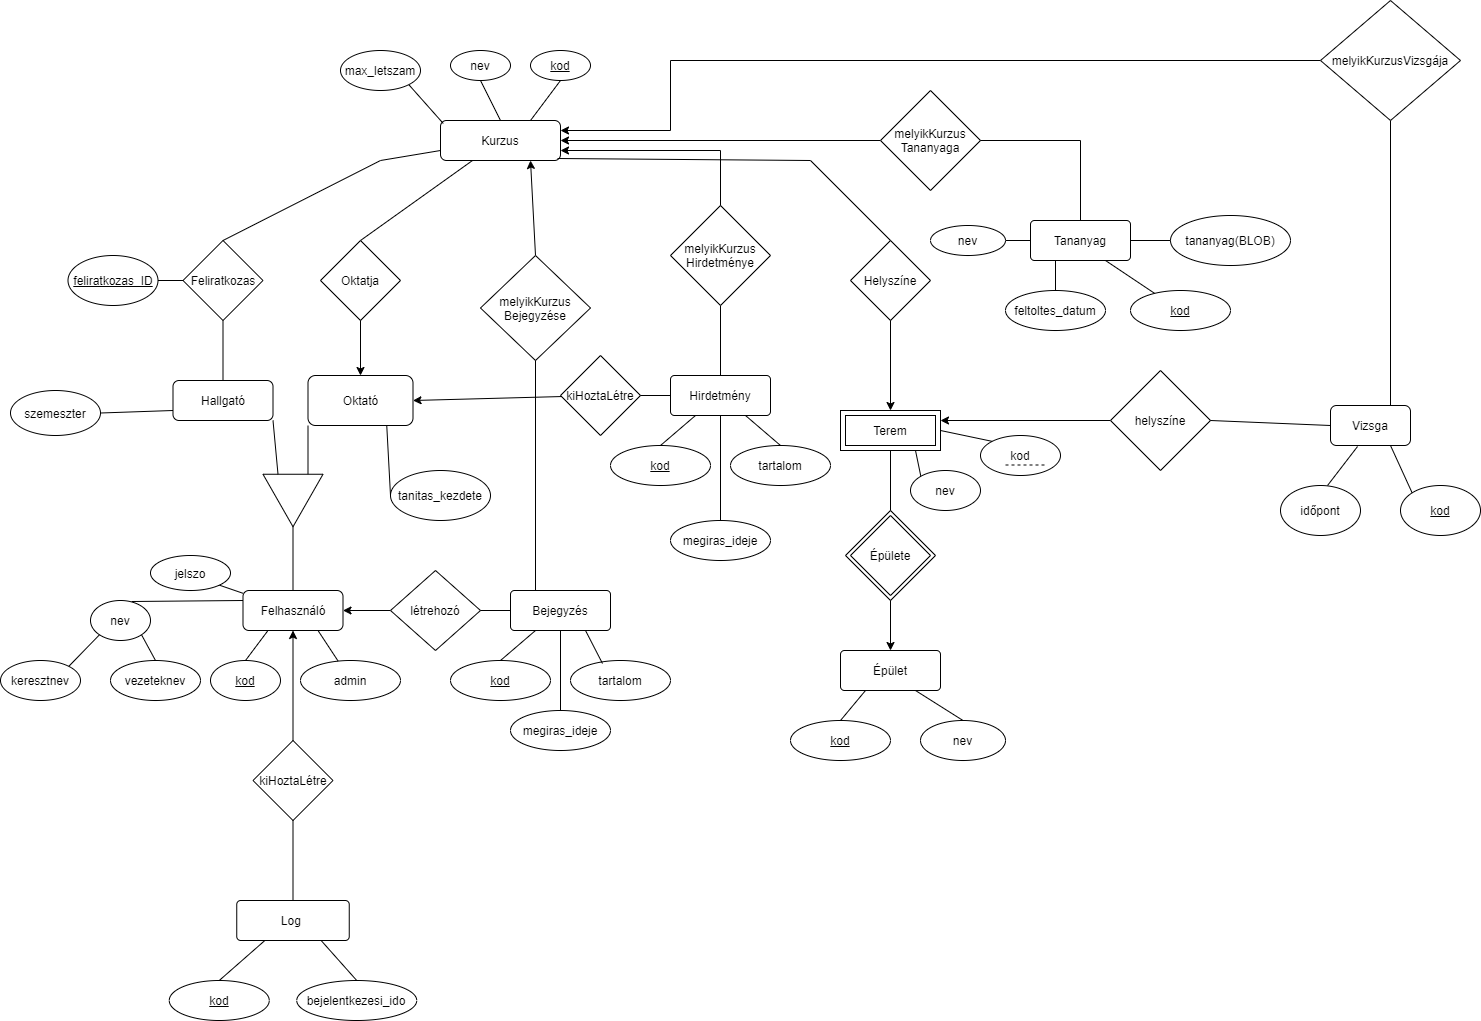 melyikKurzusVizsgája
max_letszam
nev
kod
Kurzus
melyikKurzus
Tananyaga
nev
Tananyag
tananyag(BLOB)
feltoltes_datum
kod
feliratkozas_ID
Feliratkozas
Oktatja
melyikKurzus
Bejegyzése
melyikKurzus
Hirdetménye
Helyszíne
szemeszter
Hallgató
Oktató
kiHoztaLétre
Hirdetmény
kod
tartalom
megiras_ideje
tanitas_kezdete
Terem
kod
nev
helyszíne
Vizsga
időpont
kod
Épülete
jelszo
nev
Felhasználó
létrehozó
Bejegyzés
keresztnev
vezeteknev
kod
admin
kod
tartalom
megiras_ideje
Épület
kod
nev
kiHoztaLétre
Log
kod
bejelentkezesi_ido